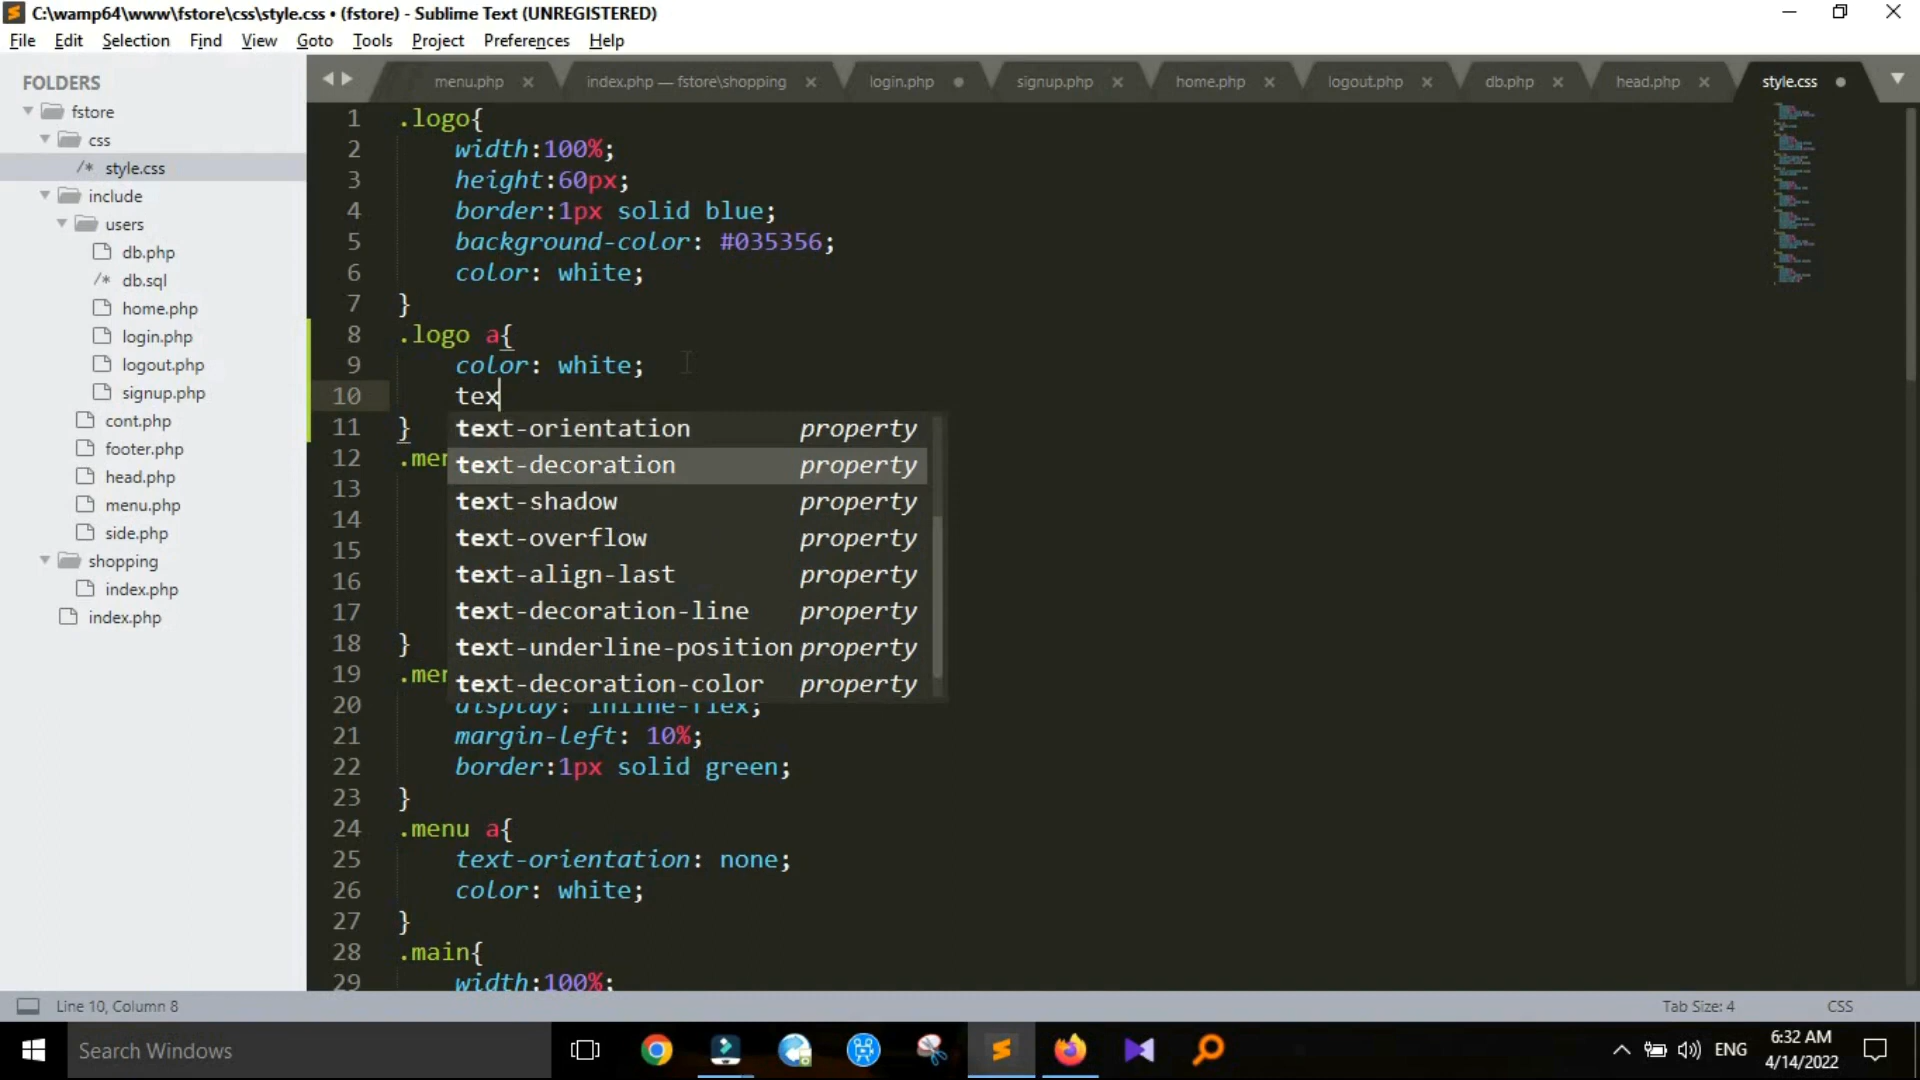 C:\wamp64\www\fstore\css\style.css • (fstore) - Sublime Text (UNREGISTERED)
File Edit Selection Find View Goto Tools Project Preferences Help
FOLDERS
fstore
css
/* style.css
include
users
db.php
/* db.sql
home.php
login.php
logout.php
signup.php
cont.php
footer.php
head.php
menu.php
side.php
shopping
index.php
index.php
menu.php × index.php — fstore\shopping × login.php • signup.php × home.php × logout.php × db.php × head.php × style.css •
1 .logo{
2 width:100%;
3 height:60px;
4 border:1px solid blue;
5 background-color: #035356;
6 color: white;
7 }
8 .logo a{
9 color: white;
10 tex
11 }
12 .men
13
14
15
16
17
18 }
19 .men
20 display: inline-flex;
21 margin-left: 10%;
22 border:1px solid green;
23 }
24 .menu a{
25 text-orientation: none;
26 color: white;
27 }
28 .main{
29 width:100%;
text-orientation property
text-decoration property
text-shadow property
text-overflow property
text-align-last property
text-decoration-line property
text-underline-position property
text-decoration-color property
Line 10, Column 8 Tab Size: 4 CSS
Search Windows
ENG
6:32 AM
4/14/2022